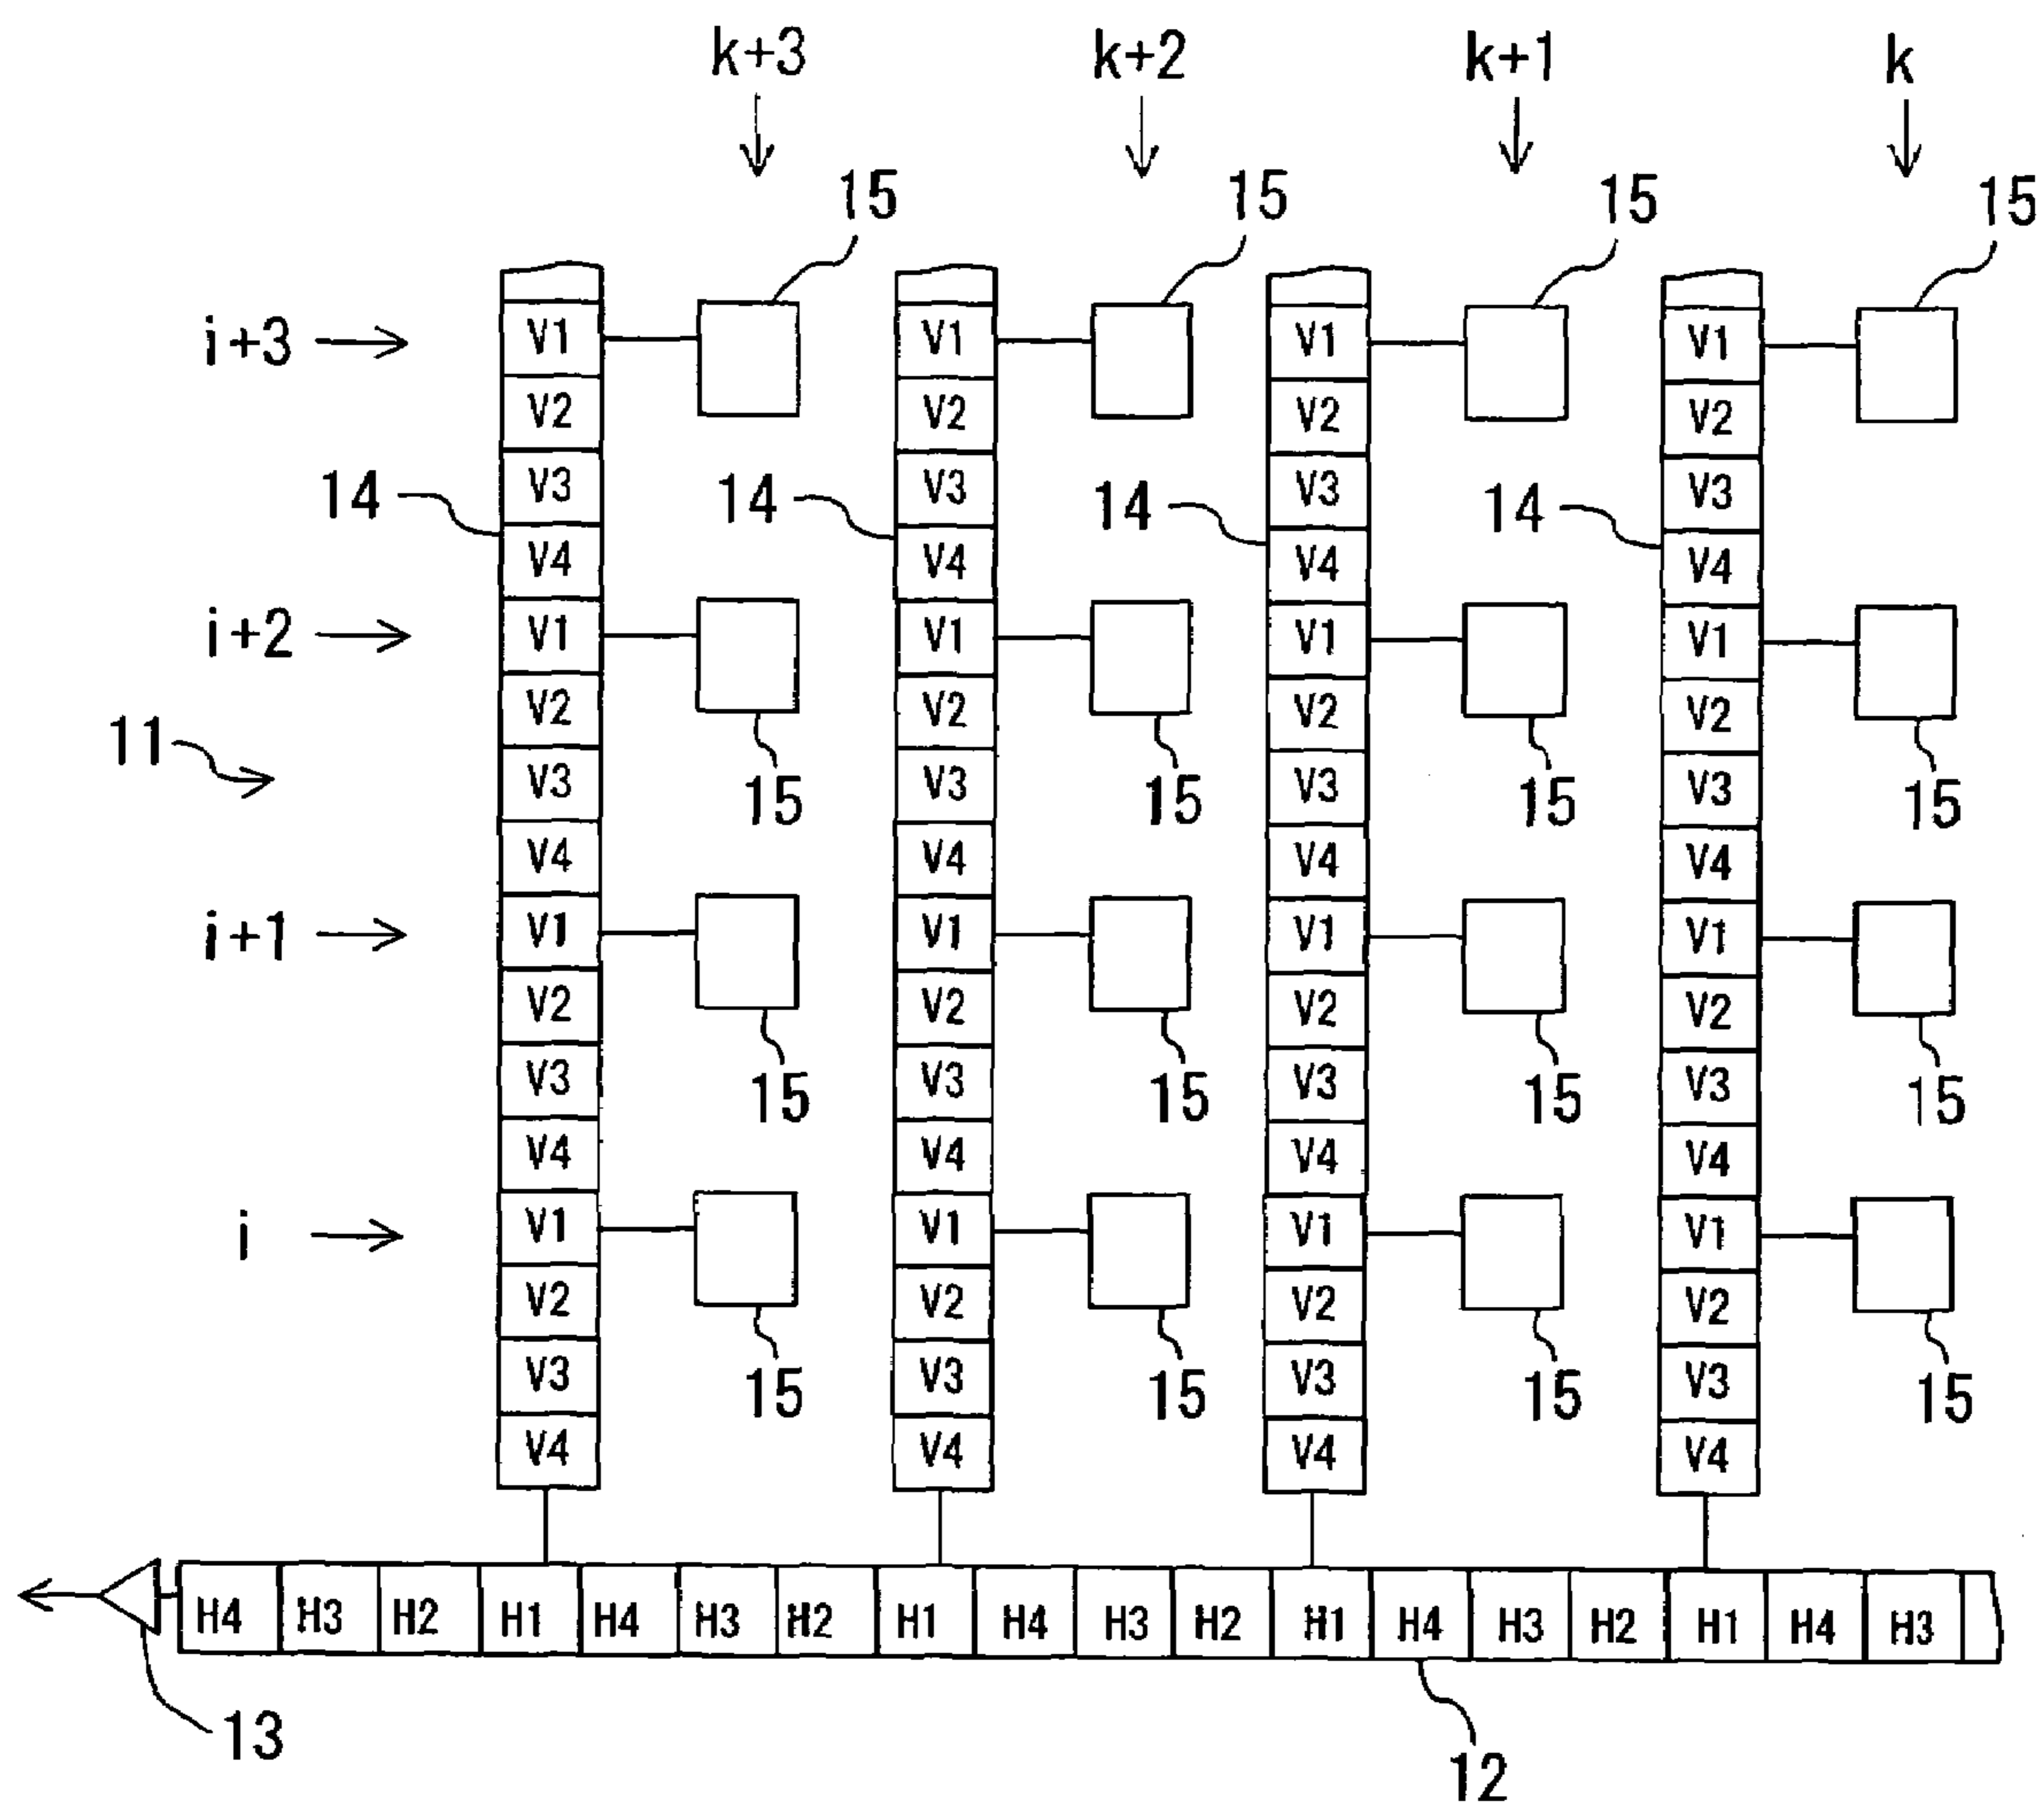 k+3 k+2 k+1 k
15 15 15 15
i+3 V1 V1 V1 V1
V2 V2 V2 V2
14 V3 14 V3 14 V3 14 V3
V4 V4 V4 V4
i+2 V1 V1 V1 V1
V2 V2 V2 V2
11 V3 15 V3 15 V3 15 V3 15
V4 V4 V4 V4
i+1 V1 V1 V1 V1
V2 V2 V2 V2
V3 15 V3 15 V3 15 V3 15
V4 V4 V4 V4
i V1 V1 V1 V1
V2 V2 V2 V2
V3 15 V3 15 V3 15 V3 15
V4 V4 V4 V4
H4 H3 H2 H1 H4 H3 H2 H1 H4 H3 H2 H1 H4 H3 H2 H1 H4 H3
13 12